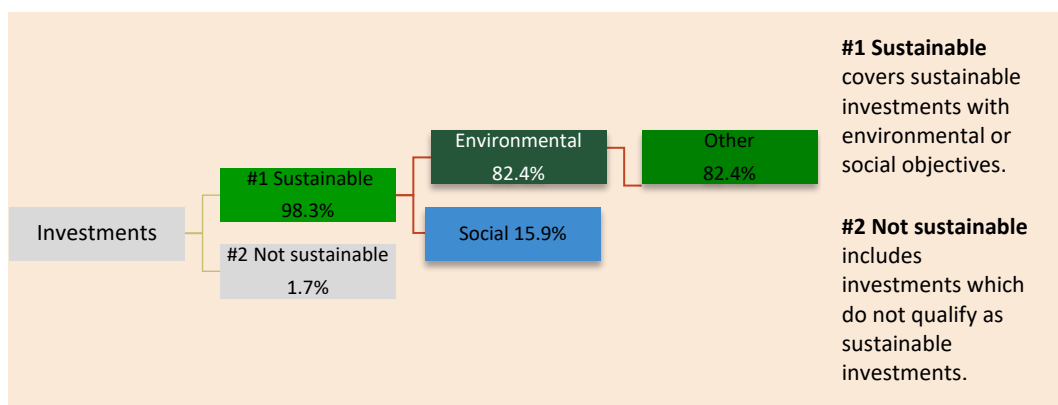 Investments
#1 Sustainable
98.3%
#2 Not sustainable
1.7%
Environmental
82.4%
Social 15.9%
Other
82.4%
#1 Sustainable
covers sustainable
investments with
environmental or
social objectives.
#2 Not sustainable
includes
investments which
do not qualify as
sustainable
investments.